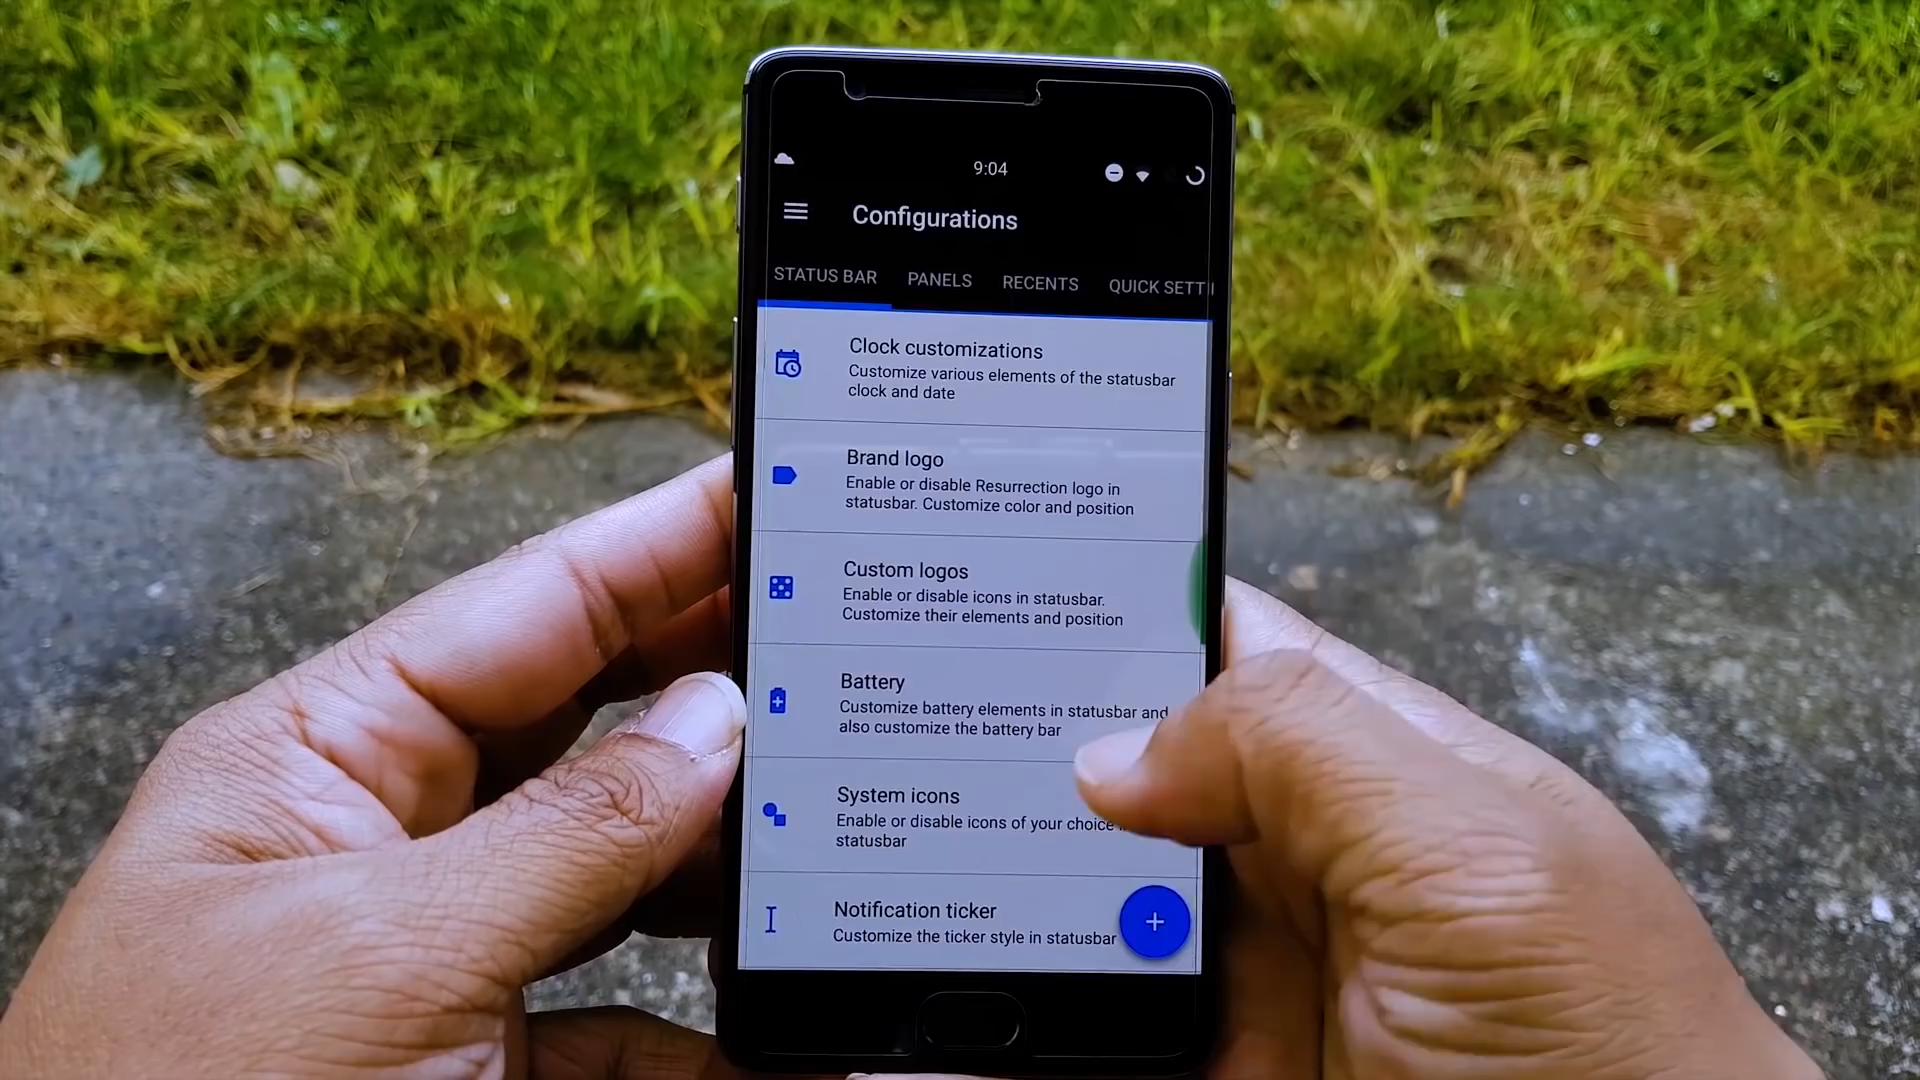 9:04
Configurations
STATUS BAR PANELS RECENTS QUICK SETT
Clock customizations
Customize various elements of the statusbar
clock and date
Brand logo
Enable or disable Resurrection logo in
statusbar. Customize color and position
Custom logos
Enable or disable icons in statusbar.
Customize their elements and position
Battery
Customize battery elements in statusbar and
also customize the battery bar
System icons
Enable or disable icons of your choice
statusbar
Notification ticker
Customize the ticker style in statusbar